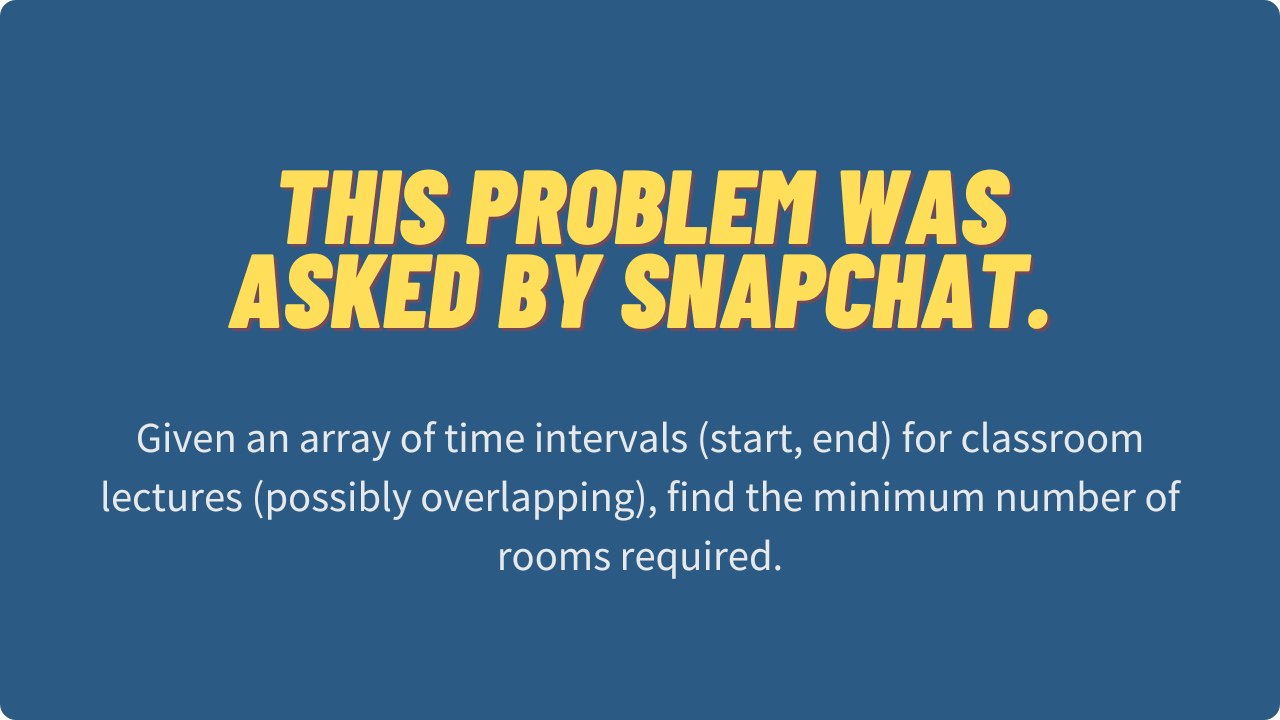 THIS PROBLEM WAS
ASKED BY SNAPCHAT.
Given an array of time intervals (start, end) for classroom
lectures (possibly overlapping), find the minimum number of
rooms required.